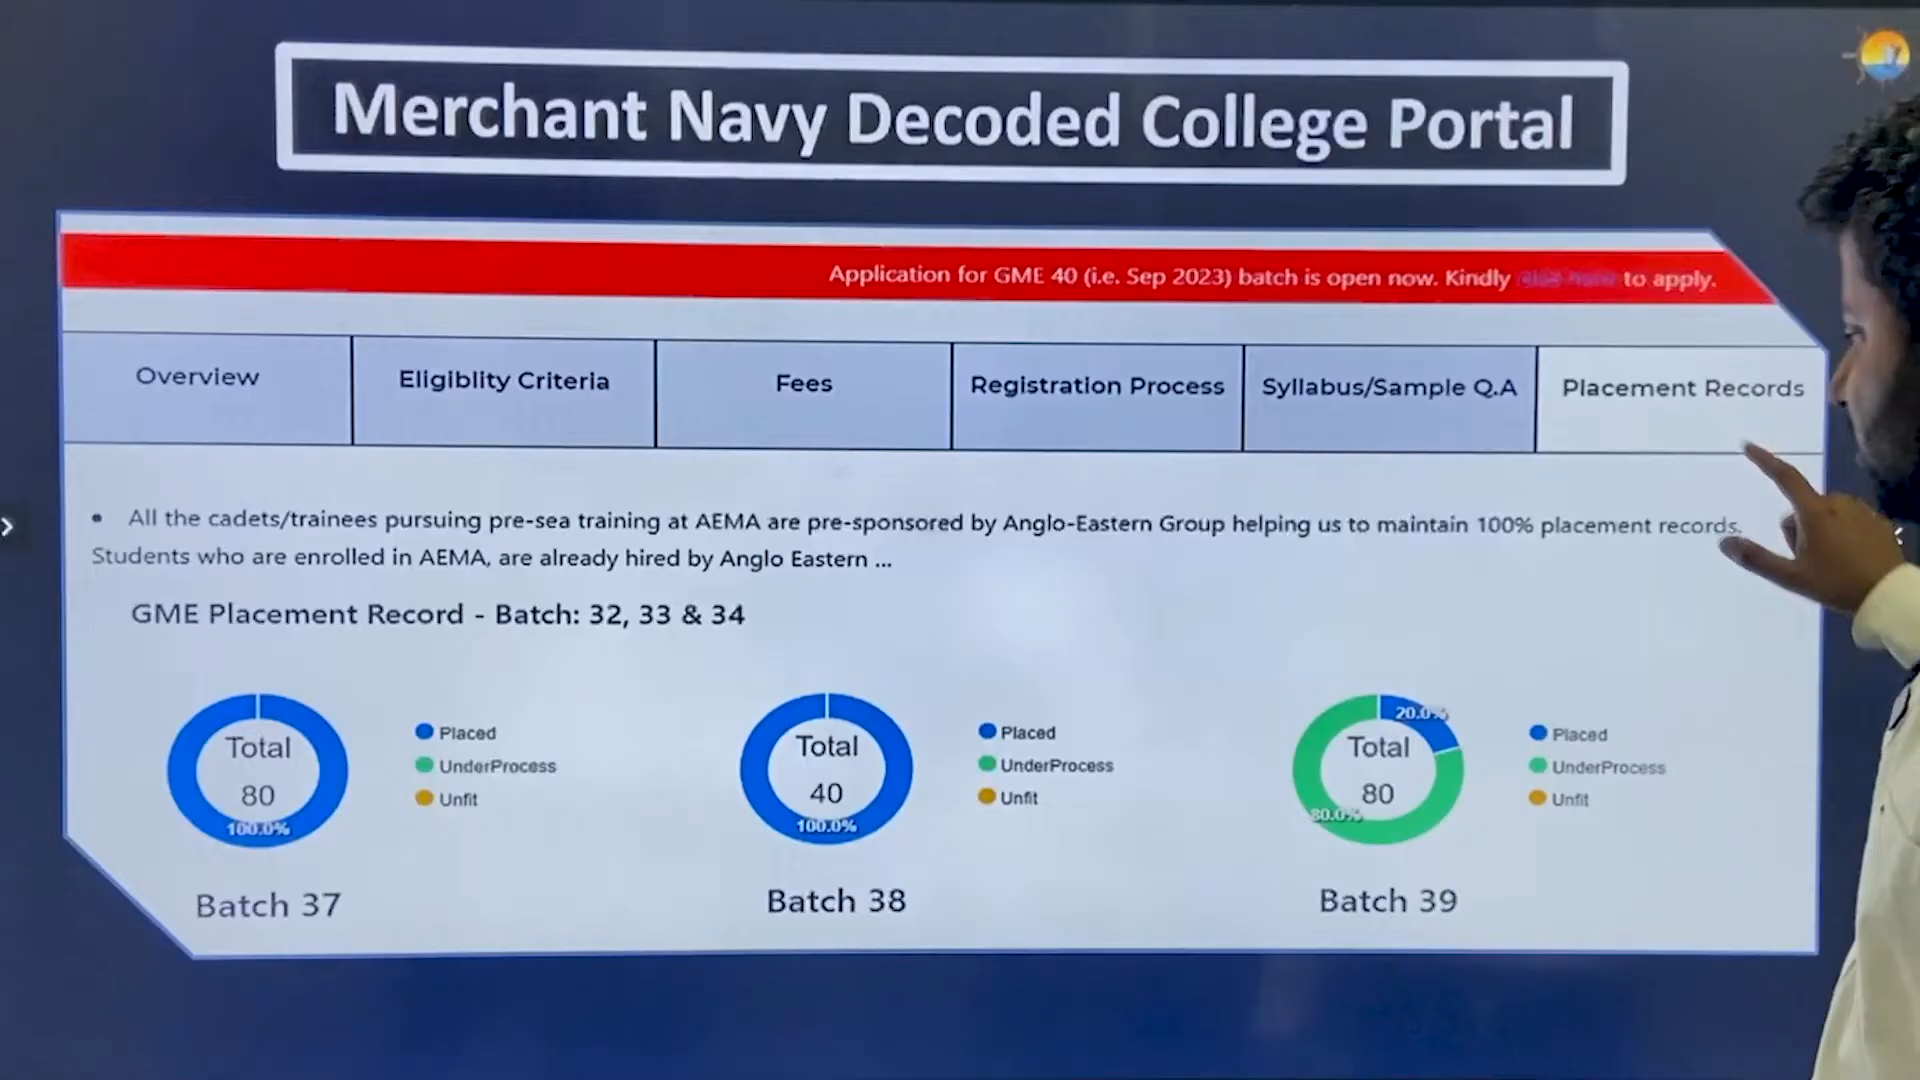 Merchant Navy Decoded College Portal
Application for GME 40 (i.e. Sep 2023) batch is open now. Kindly click here to apply.
Overview
Eligiblity Criteria
Fees
Registration Process
Syllabus/Sample Q.A
Placement Records
• All the cadets/trainees pursuing pre-sea training at AEMA are pre-sponsored by Anglo-Eastern Group helping us to maintain 100% placement records.
Students who are enrolled in AEMA, are already hired by Anglo Eastern ...
GME Placement Record - Batch: 32, 33 & 34
Total
80
100.0%
Placed
UnderProcess
Unfit
Batch 37
Total
40
100.0%
Placed
UnderProcess
Unfit
Batch 38
20.0%
Total
80
80.0%
Placed
UnderProcess
Unfit
Batch 39